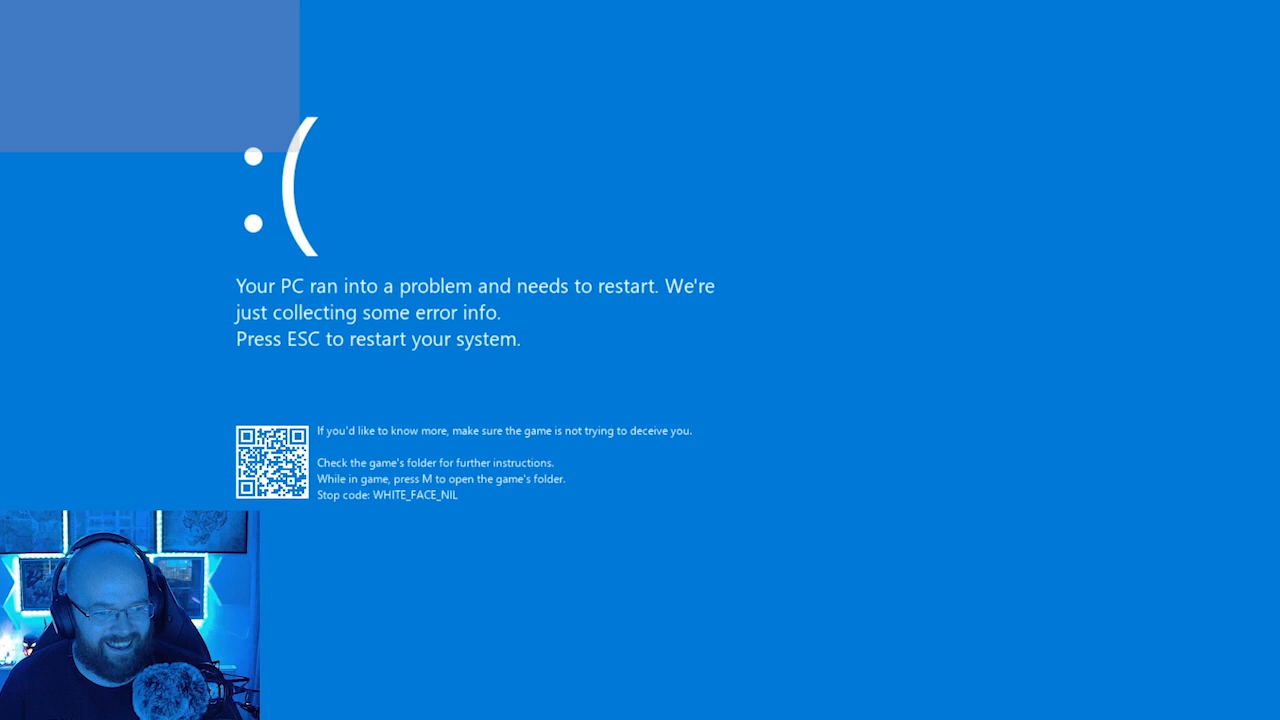 :(
Your PC ran into a problem and needs to restart. We're
just collecting some error info.
Press ESC to restart your system.
If you'd like to know more, make sure the game is not trying to deceive you.
Check the game's folder for further instructions.
While in game, press M to open the game's folder.
Stop code: WHITE_FACE_NIL